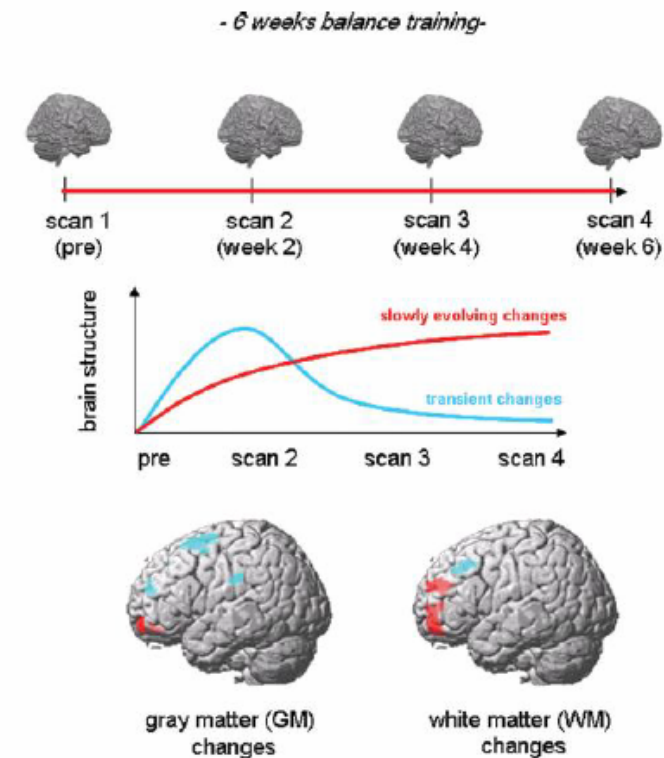 - 6 weeks balance training-
scan 1
(pre)
scan 2
(week 2)
scan 3
(week 4)
scan 4
(week 6)
brain structure
slowly evolving changes
transient changes
pre
scan 2
scan 3
scan 4
gray matter (GM)
changes
white matter (WM)
changes